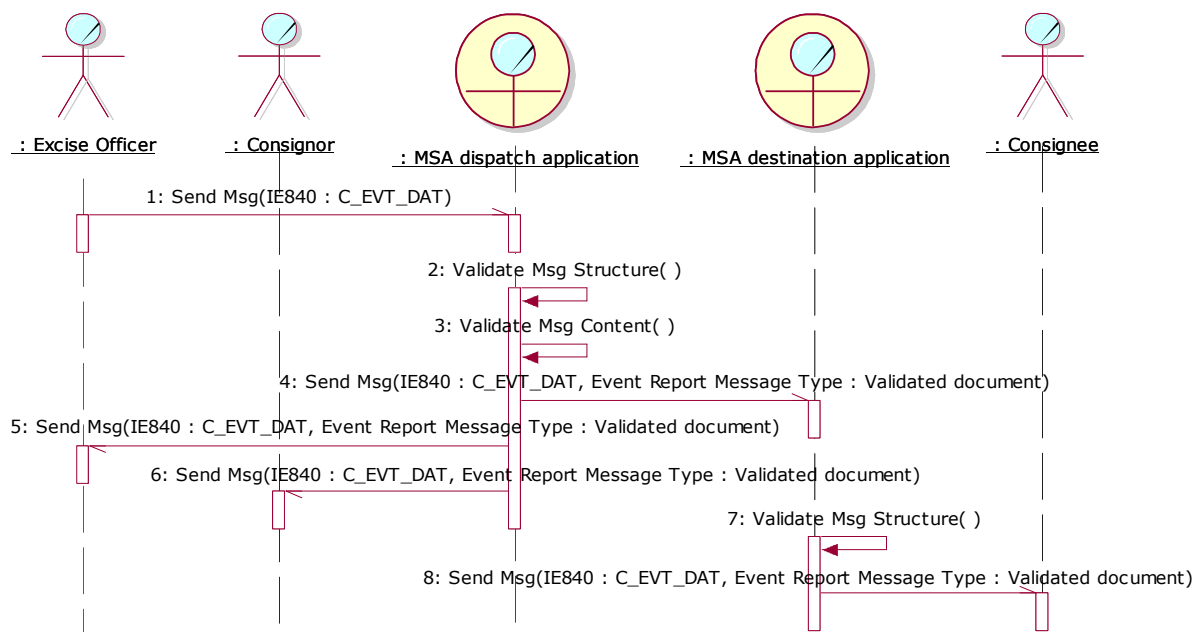 : Excise Officer
: Consignor
: MSA dispatch application
: MSA destination application
: Consignee
1: Send Msg(IE840 : C_EVT_DAT)
2: Validate Msg Structure( )
3: Validate Msg Content( )
4: Send Msg(IE840 : C_EVT_DAT, Event Report Message Type : Validated document)
5: Send Msg(IE840 : C_EVT_DAT, Event Report Message Type : Validated document)
6: Send Msg(IE840 : C_EVT_DAT, Event Report Message Type : Validated document)
7: Validate Msg Structure( )
8: Send Msg(IE840 : C_EVT_DAT, Event Report Message Type : Validated document)